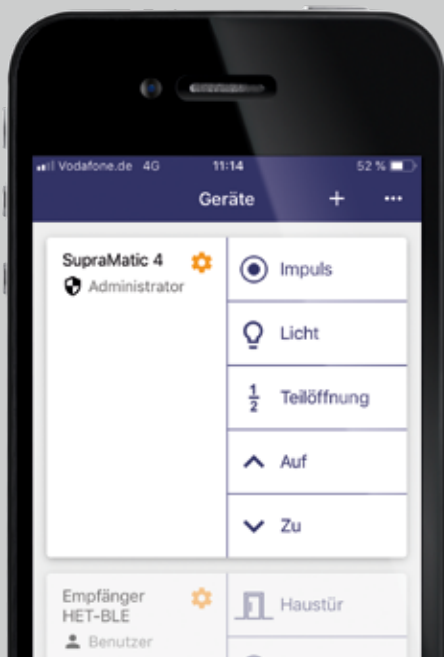 Vodafone.de 4G 11:14 52 %
Geräte + ...
SupraMatic 4
Administrator
Impuls
Licht
1/2 Teilöffnung
Auf
Zu
Empfänger
HET-BLE
Benutzer
Haustür